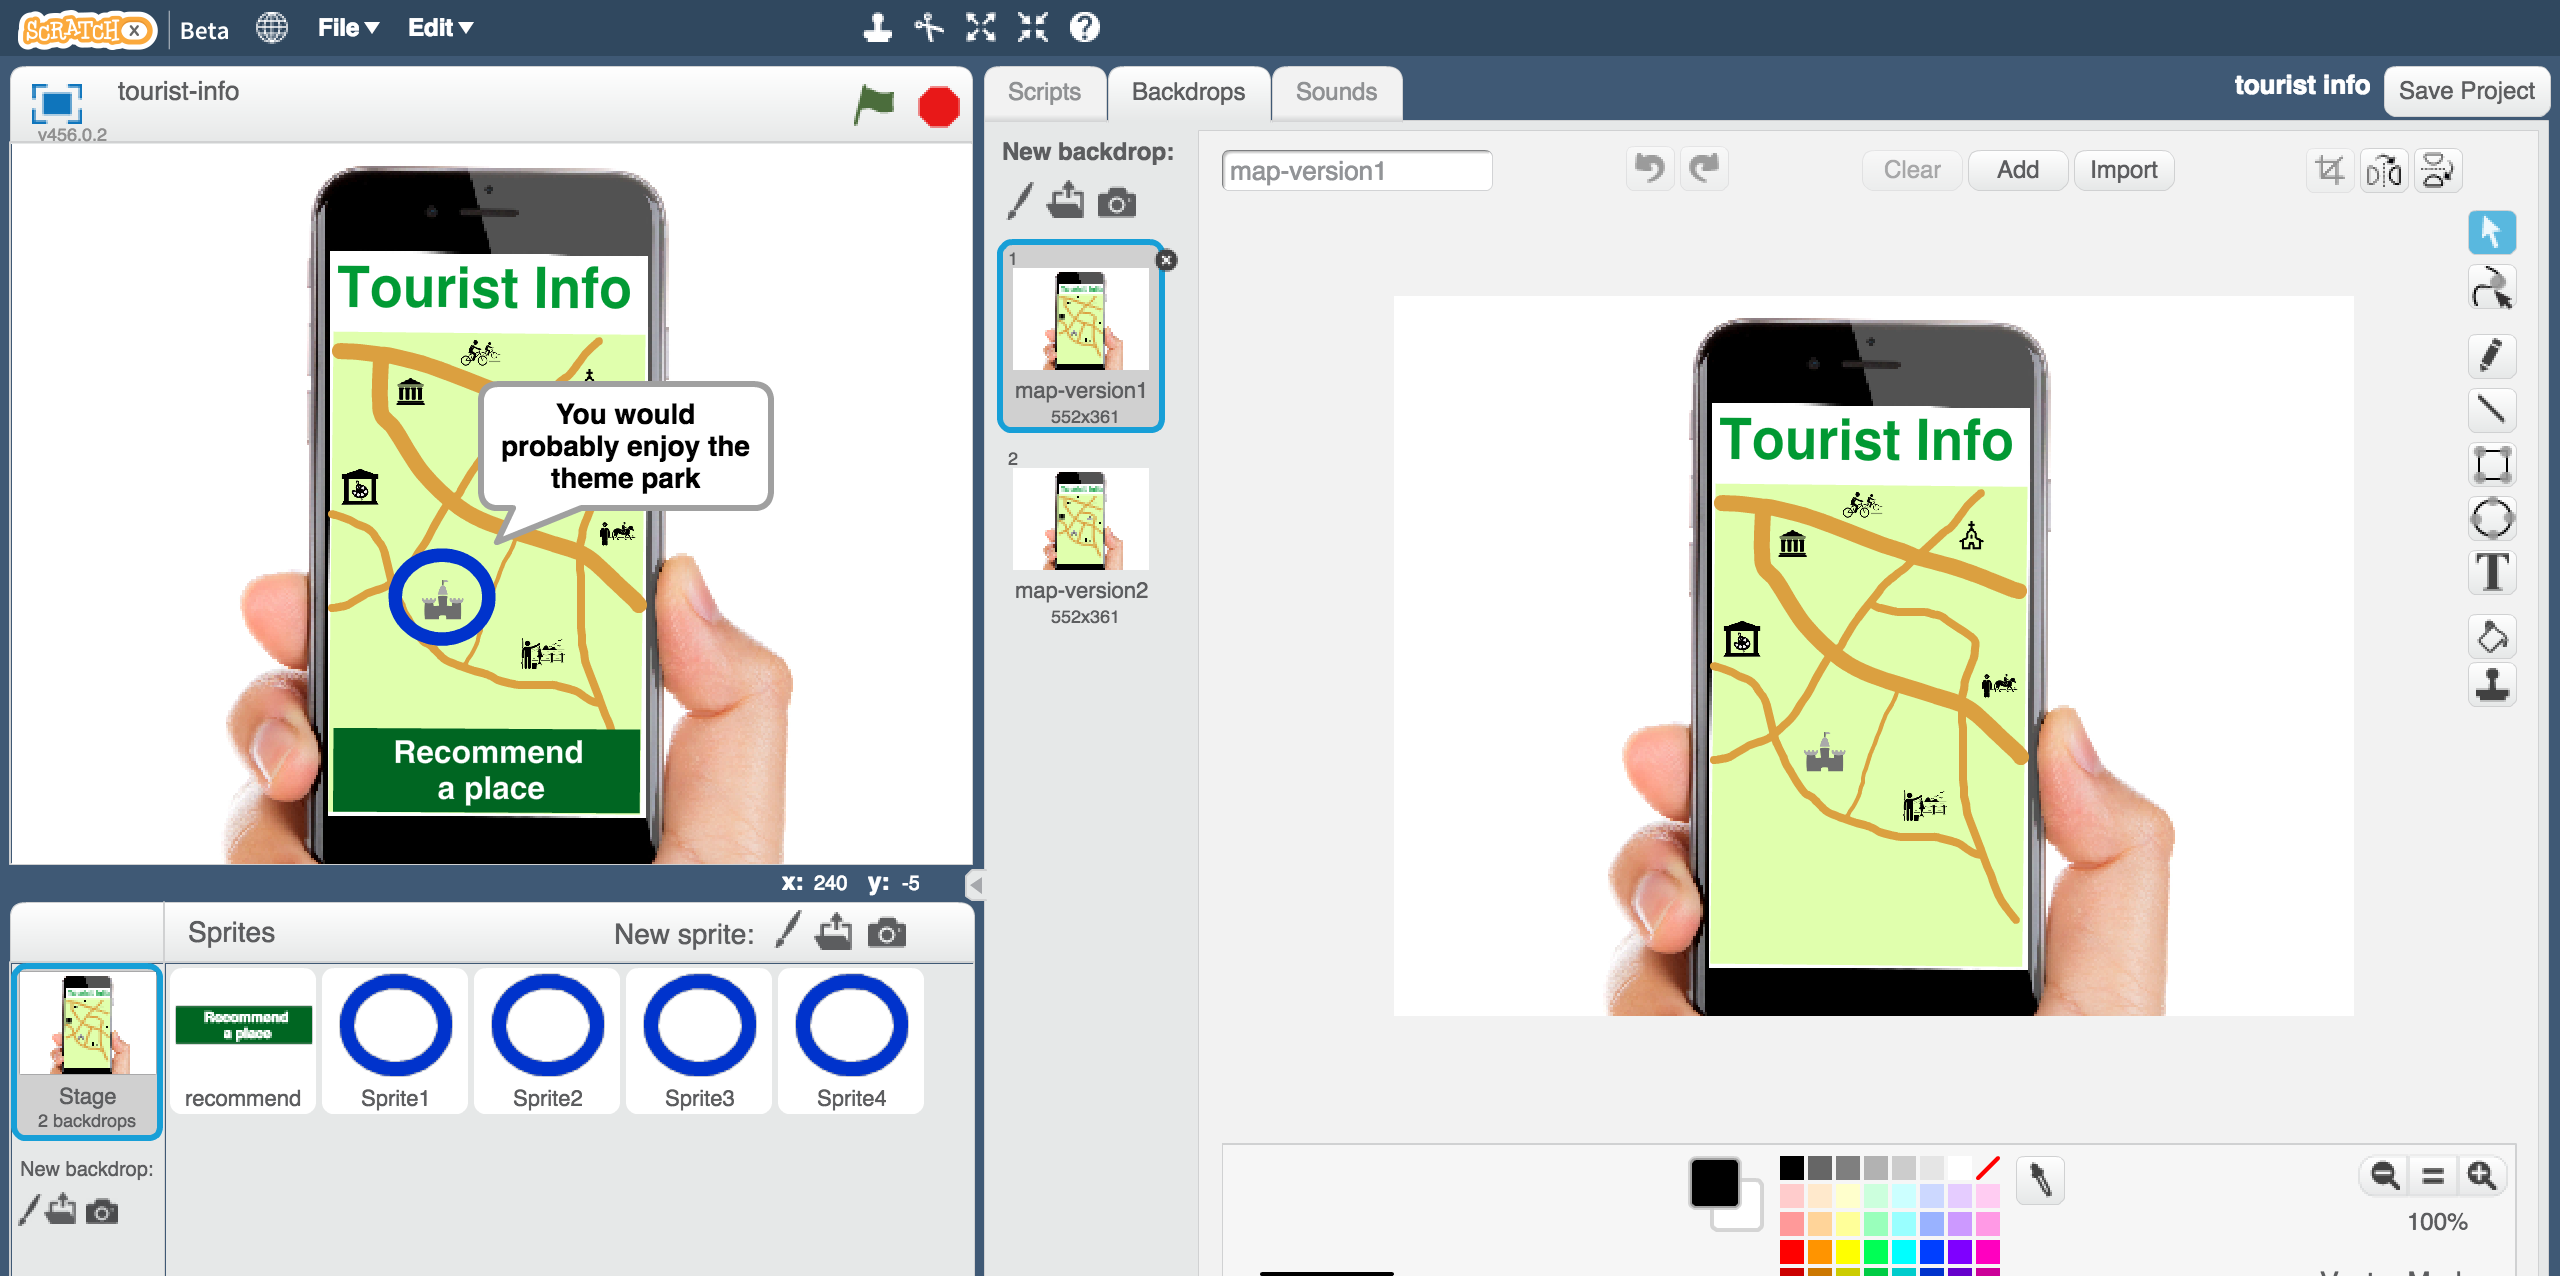 SCRATCHX
Beta
File
Edit
tourist-info
v456.0.2
Scripts
Backdrops
Sounds
tourist info
Save Project
New backdrop:
map-version1
Clear
Add
Import
Tourist Info
You would
probably enjoy the
theme park
Recommend
a place
1
map-version1
552x361
2
map-version2
552x361
Tourist Info
x: 240 y: -5
Sprites
New sprite:
Stage
2 backdrops
New backdrop:
Recommend
a place
recommend
Sprite1
Sprite2
Sprite3
Sprite4
T
100%